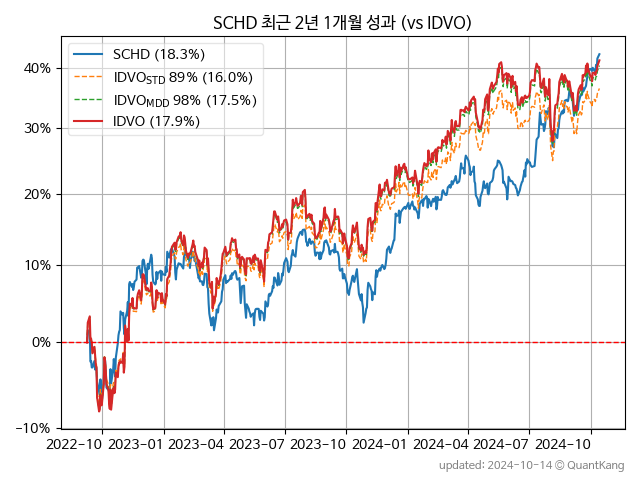 SCHD 최근 2년 1개월 성과 (vs IDVO)
SCHD (18.3%)
IDVO_STD 89% (16.0%)
IDVO_MDD 98% (17.5%)
IDVO (17.9%)
40%
30%
20%
10%
0%
−10%
2022-10 2023-01 2023-04 2023-07 2023-10 2024-01 2024-04 2024-07 2024-10
updated: 2024-10-14 © QuantKang